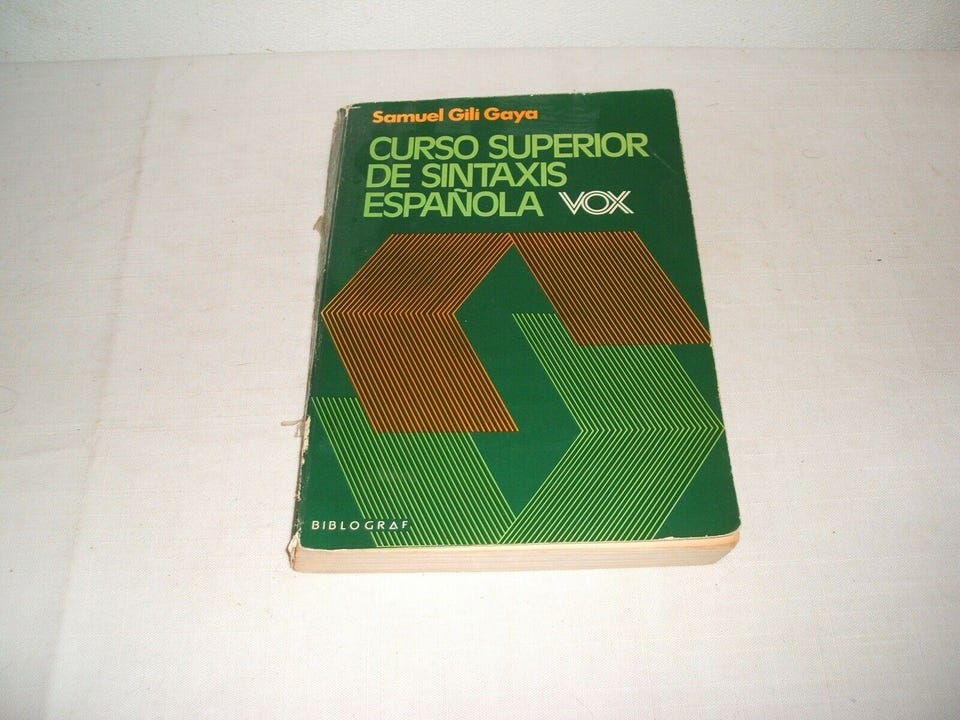 Samuel Gili Gaya
CURSO SUPERIOR
DE SINTAXIS
ESPAÑOLA VOX
BIBLOGRAF